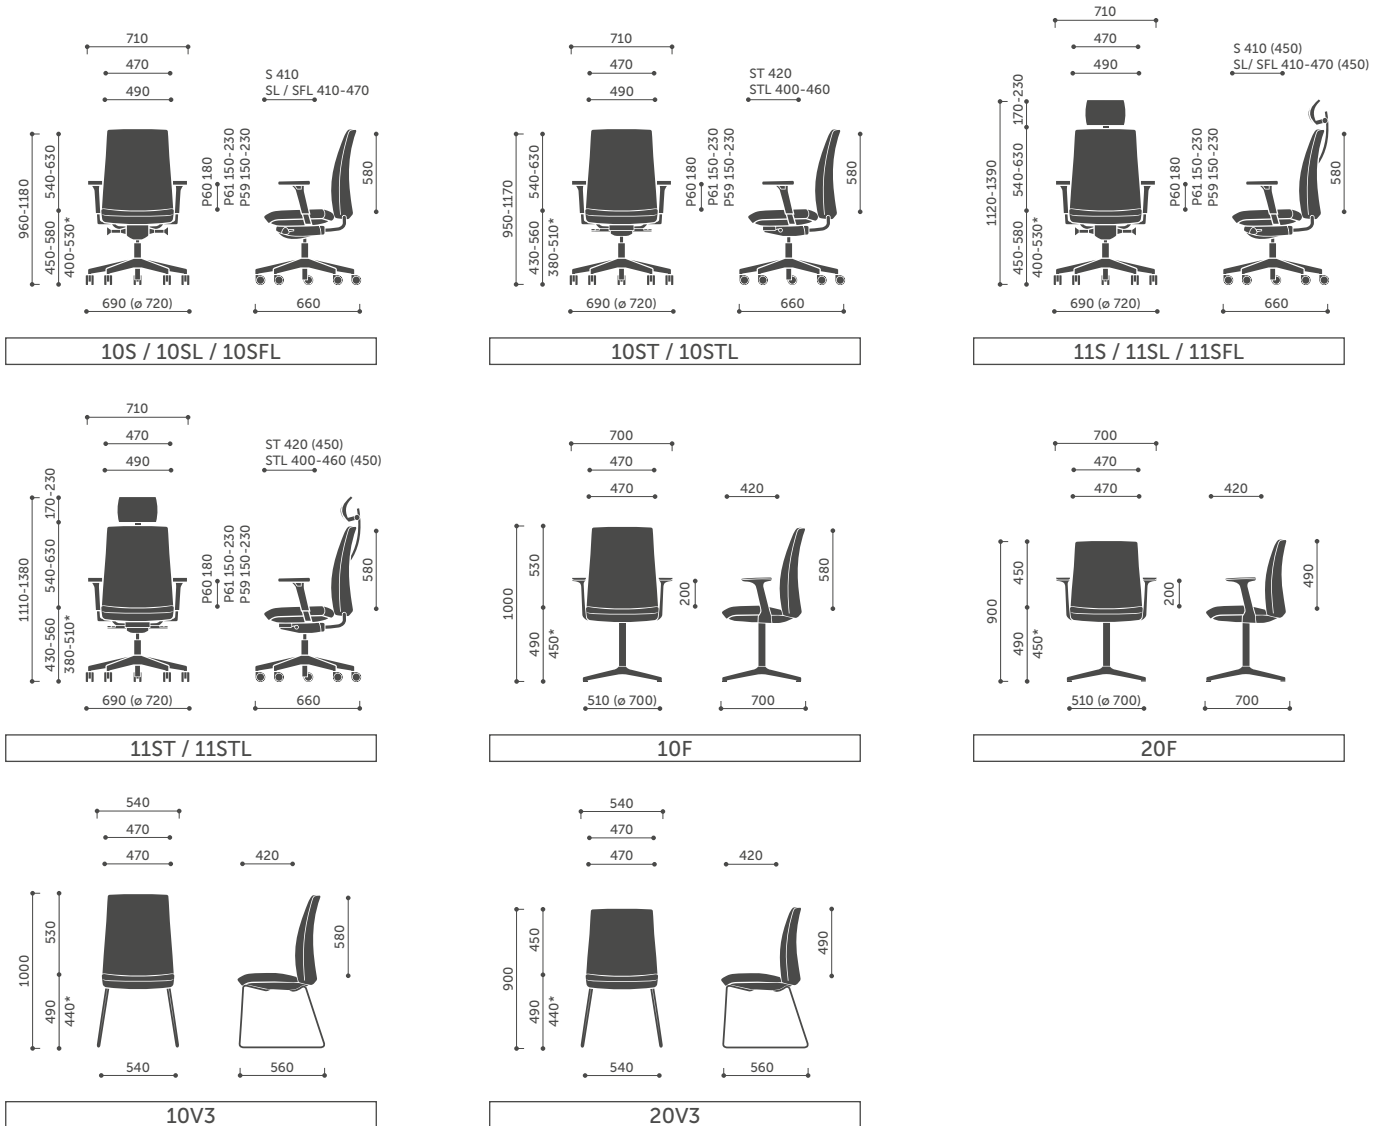 710
470
490
S 410
SL / SFL 410-470
960-1180
540-630
450-580
400-530*
P60 180
P61 150-230
P59 150-230
580
690 (ø 720)
660
10S / 10SL / 10SFL
710
470
490
ST 420
STL 400-460
950-1170
540-630
430-560
380-510*
P60 180
P61 150-230
P59 150-230
580
690 (ø 720)
660
10ST / 10STL
710
470
490
S 410 (450)
SL/ SFL 410-470 (450)
1120-1390
170-230
540-630
450-580
400-530*
P60 180
P61 150-230
P59 150-230
580
690 (ø 720)
660
11S / 11SL / 11SFL
710
470
490
ST 420 (450)
STL 400-460 (450)
1110-1380
170-230
540-630
430-560
380-510*
P60 180
P61 150-230
P59 150-230
580
690 (ø 720)
660
11ST / 11STL
700
470
470
420
1000
530
490
450*
200
580
510 (ø 700)
700
10F
700
470
470
420
900
450
490
450*
200
490
510 (ø 700)
700
20F
540
470
470
420
1000
530
490
440*
580
540
560
10V3
540
470
470
420
900
450
490
440*
490
540
560
20V3